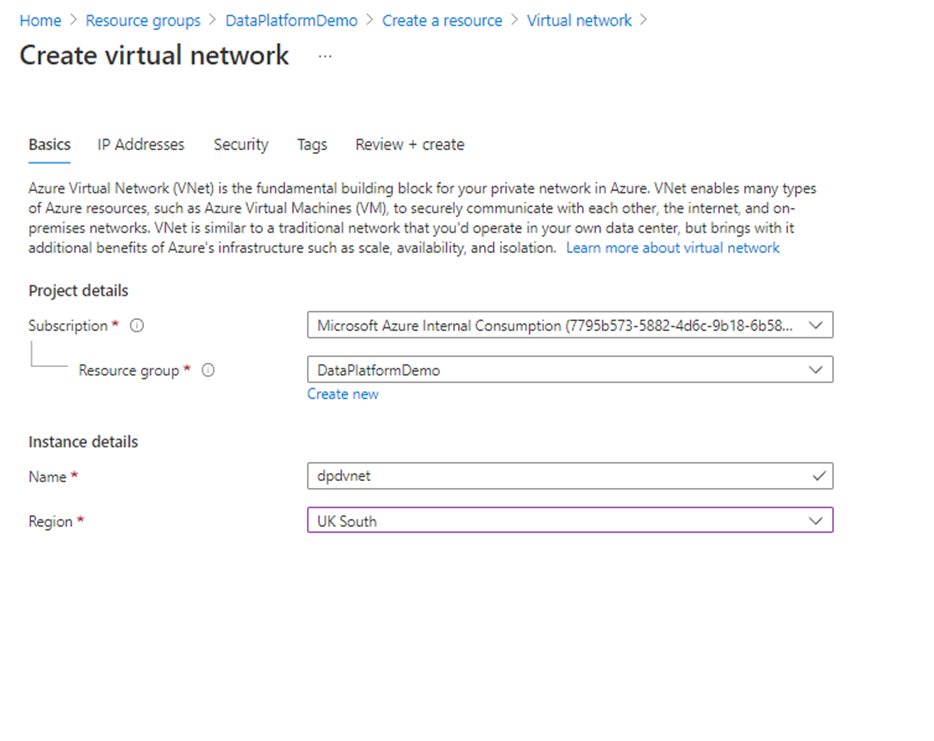 Home > Resource groups > DataPlatformDemo > Create a resource > Virtual network >
Create virtual network ...
Basics IP Addresses Security Tags Review + create
Azure Virtual Network (VNet) is the fundamental building block for your private network in Azure. VNet enables many types
of Azure resources, such as Azure Virtual Machines (VM), to securely communicate with each other, the internet, and on-
premises networks. VNet is similar to a traditional network that you'd operate in your own data center, but brings with it
additional benefits of Azure's infrastructure such as scale, availability, and isolation. Learn more about virtual network
Project details
Subscription * Microsoft Azure Internal Consumption (7795b573-5882-4d6c-9b18-6b58...
Resource group * DataPlatformDemo
Create new
Instance details
Name * dpdvnet
Region * UK South